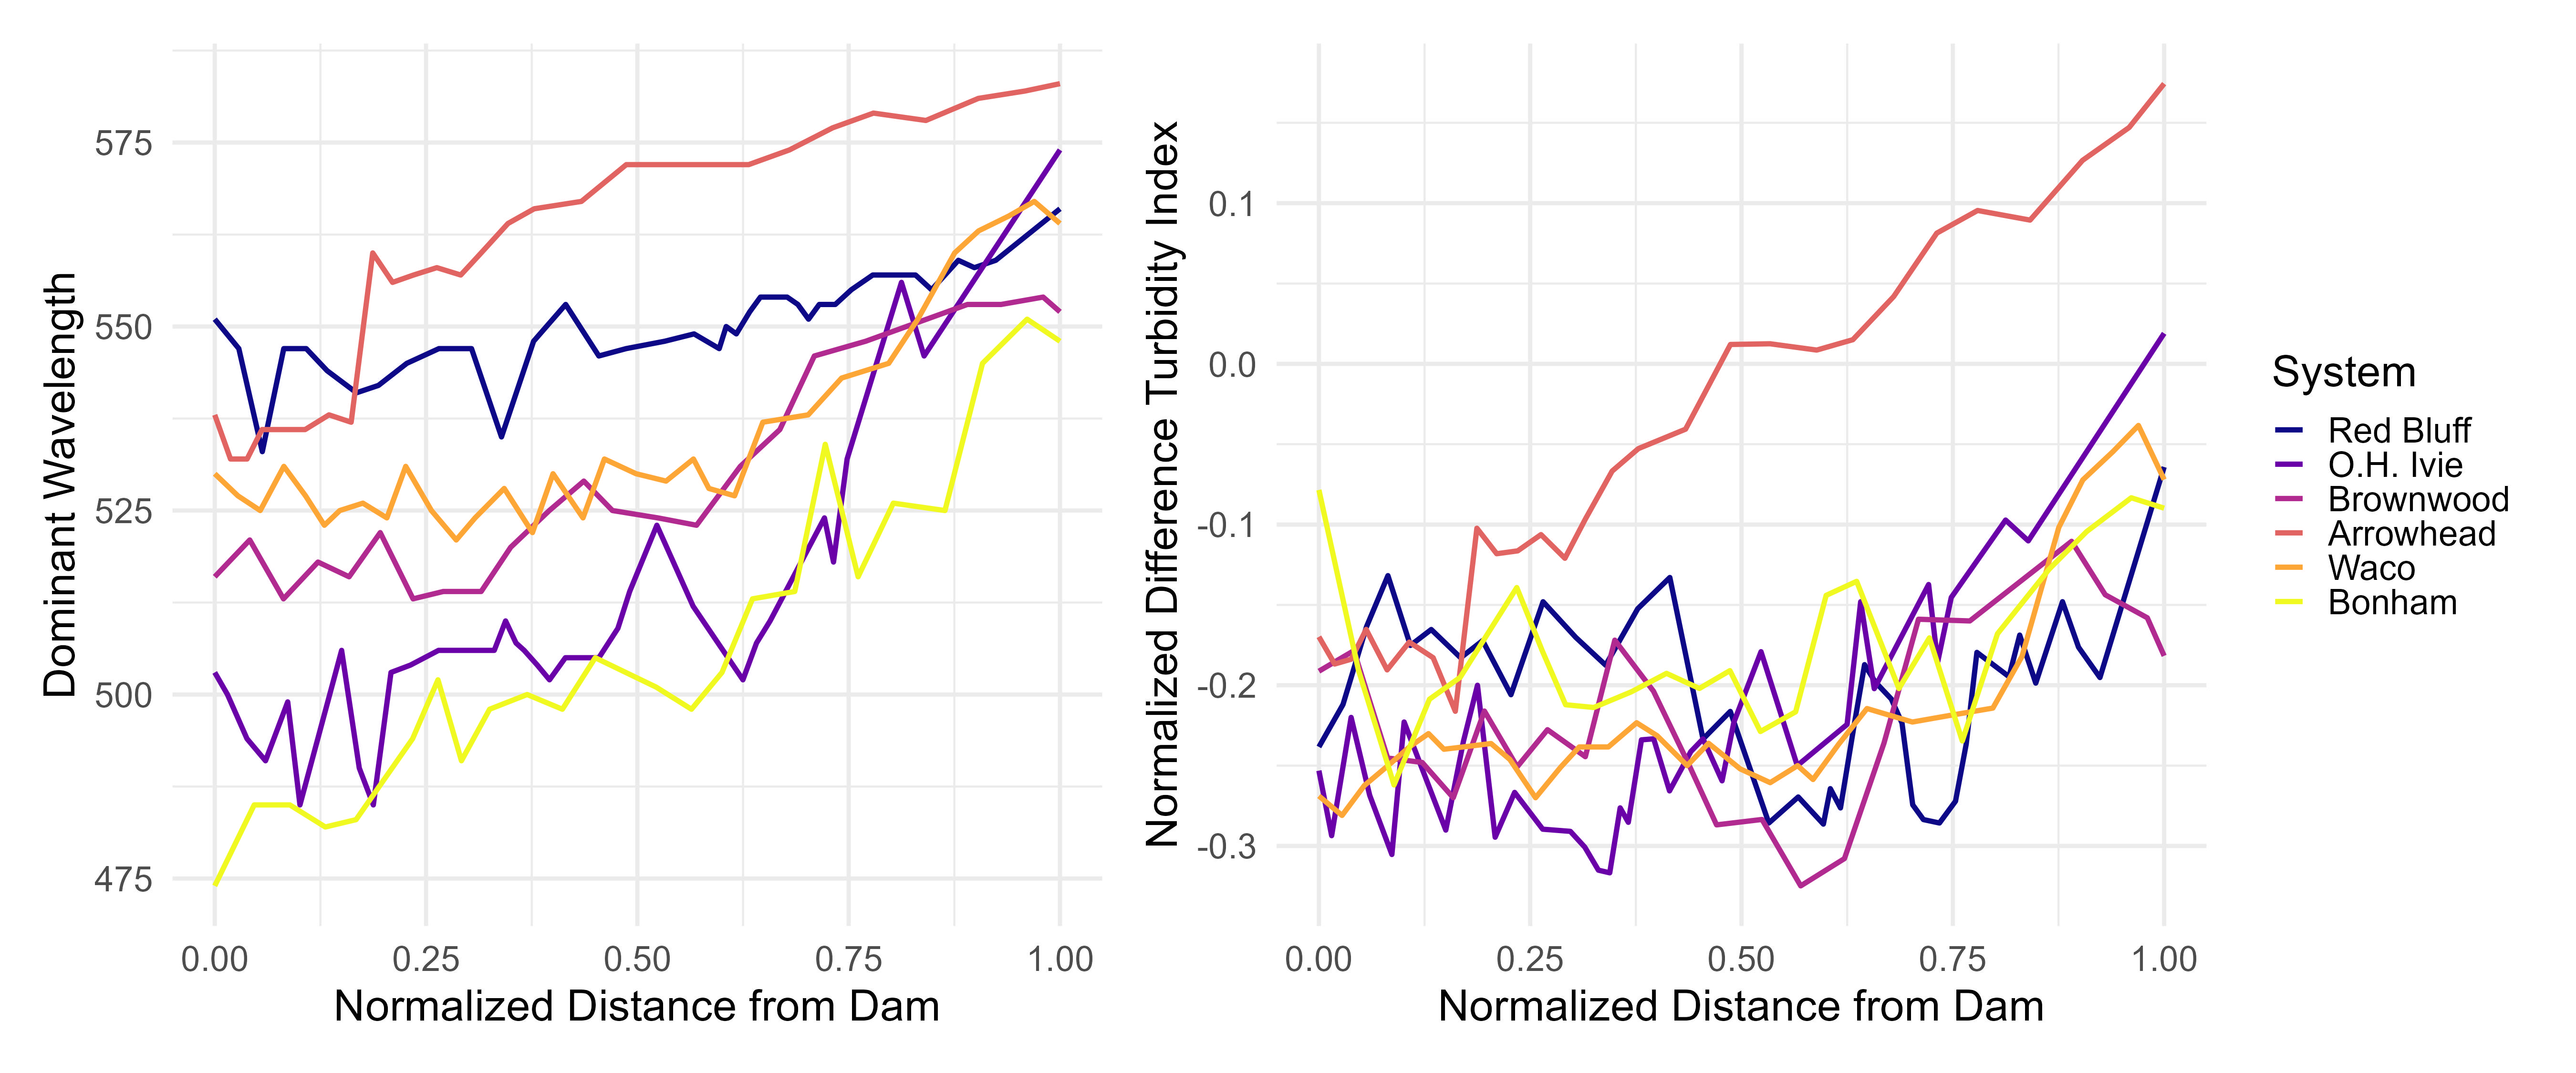 Dominant Wavelength
575
550
525
500
475
0.00 0.25 0.50 0.75 1.00
Normalized Distance from Dam
Normalized Difference Turbidity Index
0.1
0.0
-0.1
-0.2
-0.3
0.00 0.25 0.50 0.75 1.00
Normalized Distance from Dam
System
Red Bluff
O.H. Ivie
Brownwood
Arrowhead
Waco
Bonham